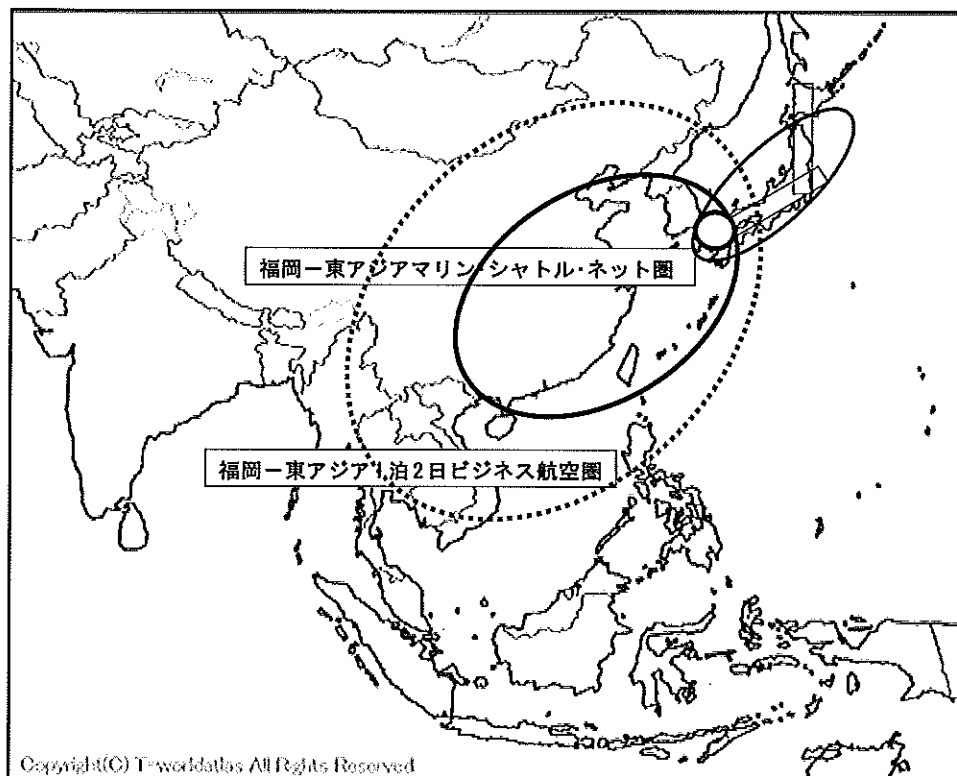 福岡－東アジアマリン・シャトル・ネット圏
福岡－東アジア1泊2日ビジネス航空圏
Copyright(C) T-worldatlas All Rights Reserved